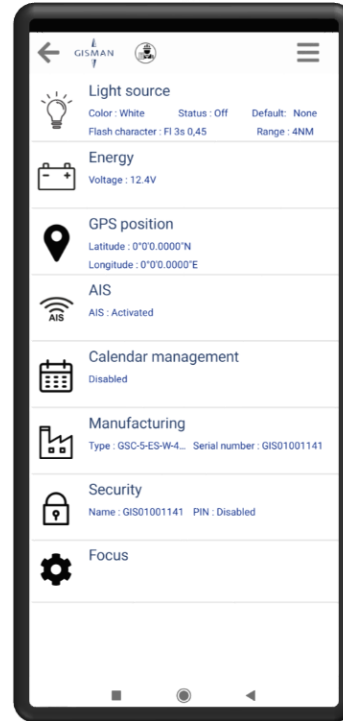 GISMAN
Light source
Color : White Status : Off Default: None
Flash character : Fl 3s 0,45 Range : 4NM
Energy
- +
Voltage : 12.4V
GPS position
Latitude : 0°0'0.0000"N
Longitude : 0°0'0.0000"E
AIS
AIS
AIS : Activated
Calendar management
Disabled
Manufacturing
Type : GSC-5-ES-W-4... Serial number : GIS01001141
Security
Name : GIS01001141 PIN : Disabled
Focus